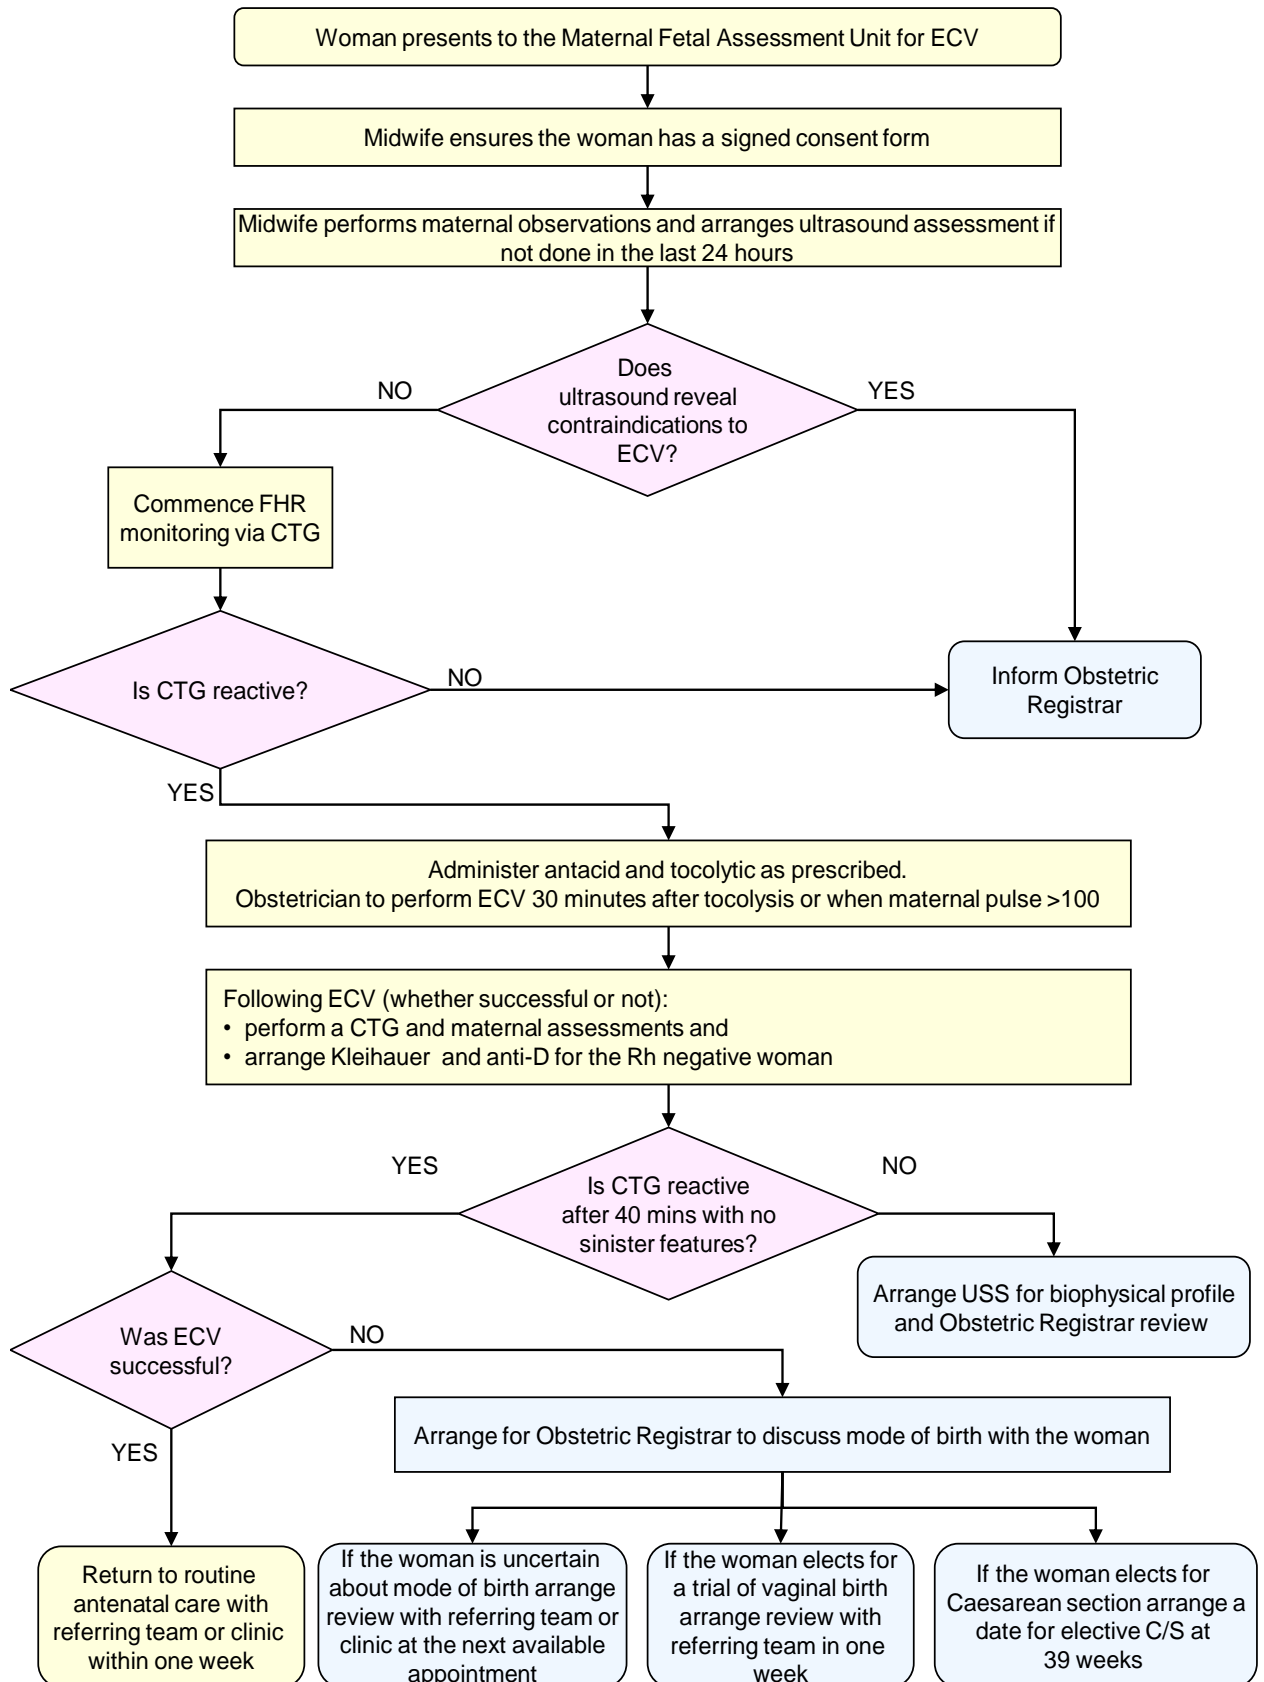 Woman presents to the Maternal Fetal Assessment Unit for ECV
Midwife ensures the woman has a signed consent form
Midwife performs maternal observations and arranges ultrasound assessment if
not done in the last 24 hours
Does
ultrasound reveal
contraindications to
ECV?
NO
YES
Commence FHR
monitoring via CTG
Is CTG reactive?
NO
Inform Obstetric
Registrar
YES
Administer antacid and tocolytic as prescribed.
Obstetrician to perform ECV 30 minutes after tocolysis or when maternal pulse >100
Following ECV (whether successful or not):
• perform a CTG and maternal assessments and
• arrange Kleihauer and anti-D for the Rh negative woman
YES
NO
Is CTG reactive
after 40 mins with no
sinister features?
Arrange USS for biophysical profile
and Obstetric Registrar review
Was ECV
successful?
NO
YES
Arrange for Obstetric Registrar to discuss mode of birth with the woman
Return to routine
antenatal care with
referring team or clinic
within one week
If the woman is uncertain
about mode of birth arrange
review with referring team or
clinic at the next available
appointment
If the woman elects for
a trial of vaginal birth
arrange review with
referring team in one
week
If the woman elects for
Caesarean section arrange a
date for elective C/S at
39 weeks